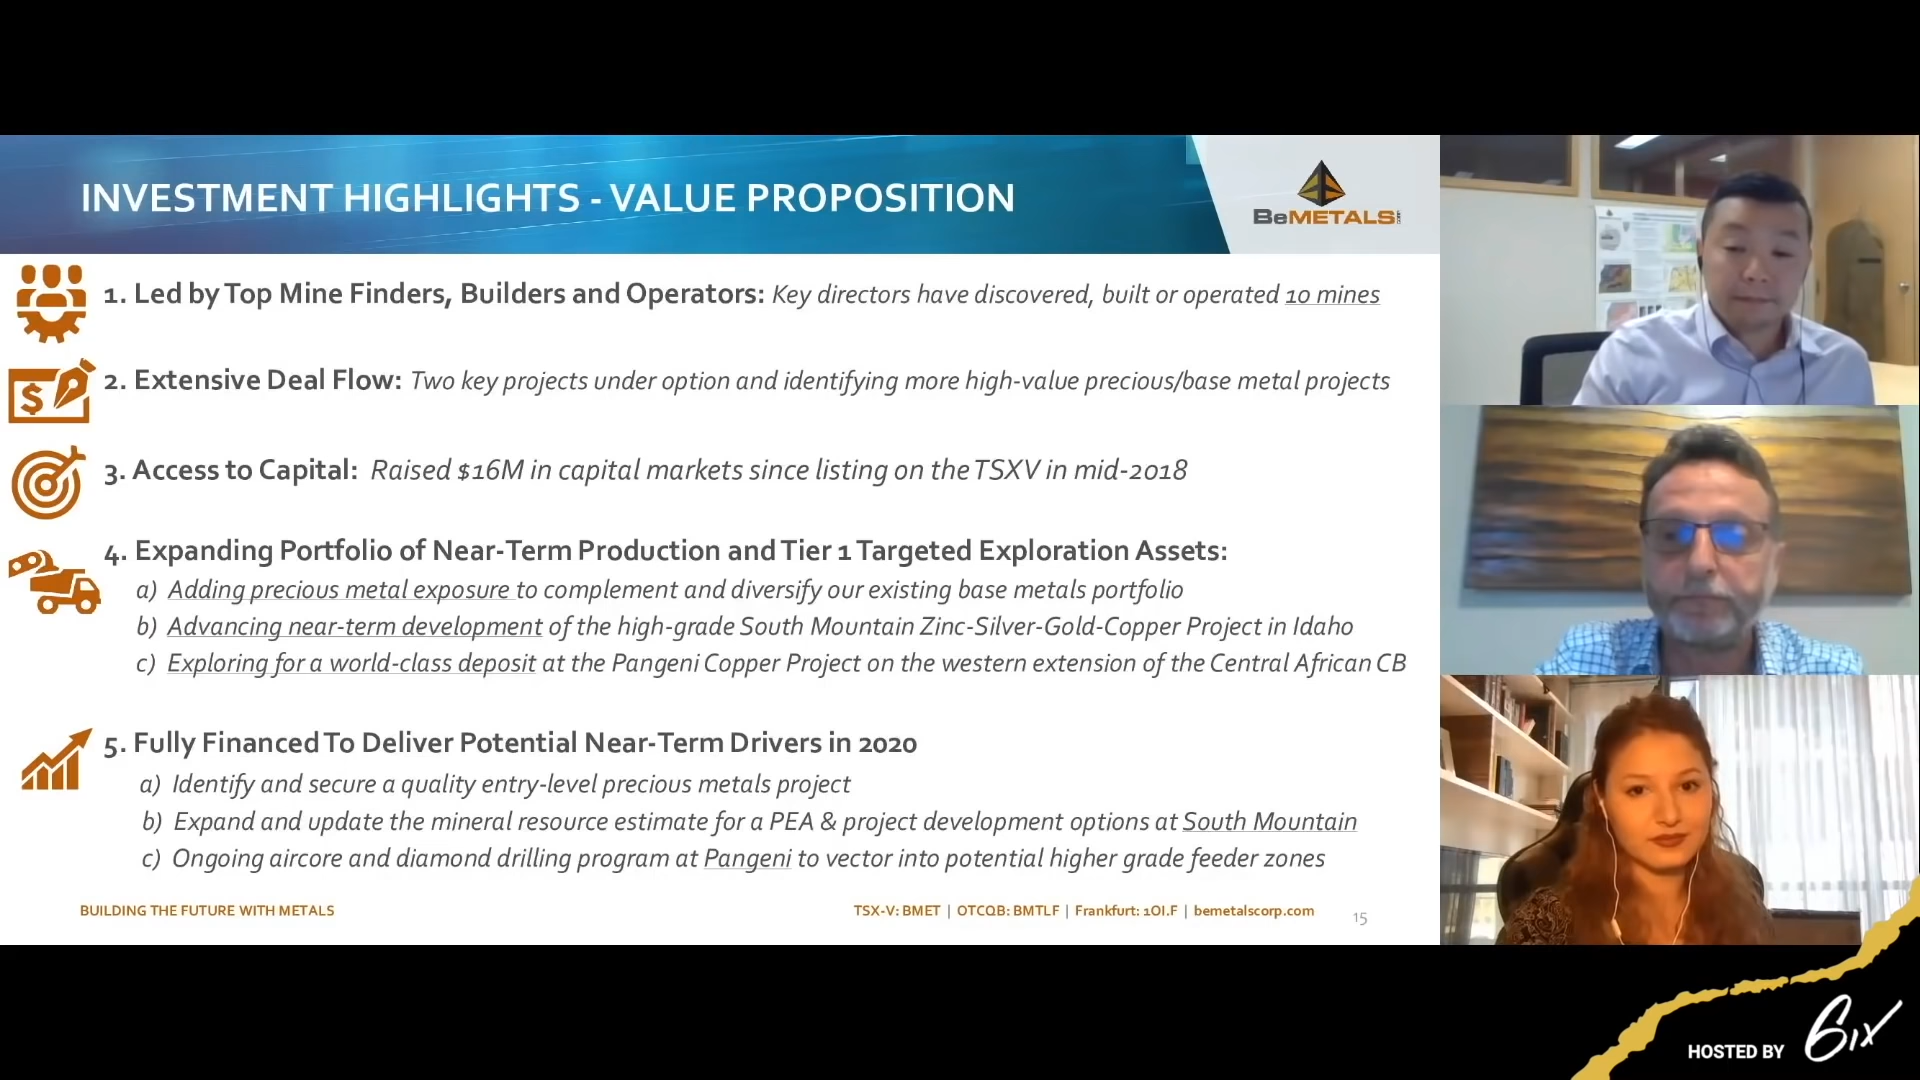 INVESTMENT HIGHLIGHTS - VALUE PROPOSITION
BeMETALS
1. Led by Top Mine Finders, Builders and Operators: Key directors have discovered, built or operated 10 mines
2. Extensive Deal Flow: Two key projects under option and identifying more high-value precious/base metal projects
3. Access to Capital: Raised $16M in capital markets since listing on the TSXV in mid-2018
4. Expanding Portfolio of Near-Term Production and Tier 1 Targeted Exploration Assets:
a) Adding precious metal exposure to complement and diversify our existing base metals portfolio
b) Advancing near-term development of the high-grade South Mountain Zinc-Silver-Gold-Copper Project in Idaho
c) Exploring for a world-class deposit at the Pangeni Copper Project on the western extension of the Central African CB
5. Fully Financed To Deliver Potential Near-Term Drivers in 2020
a) Identify and secure a quality entry-level precious metals project
b) Expand and update the mineral resource estimate for a PEA & project development options at South Mountain
c) Ongoing aircore and diamond drilling program at Pangeni to vector into potential higher grade feeder zones
BUILDING THE FUTURE WITH METALS
TSX-V: BMET | OTCQB: BMTLF | Frankfurt: 1OI.F | bemetalscorp.com
15
HOSTED BY 6ix